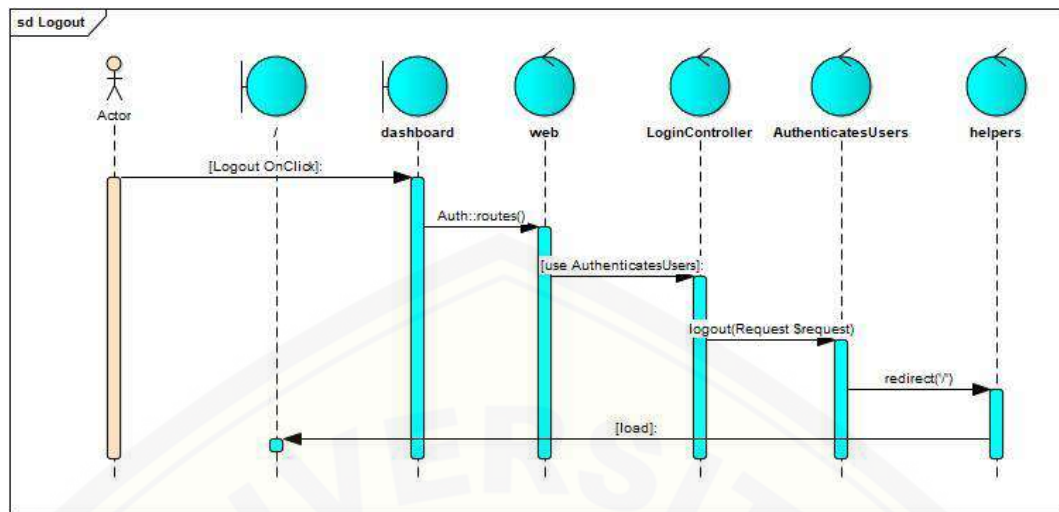 sd Logout
Actor
/
dashboard
web
LoginController
AuthenticatesUsers
helpers
[Logout OnClick]:
Auth::routes()
[use AuthenticatesUsers]:
logout(Request $request)
redirect('/')
[load]:
UNIVERSIT